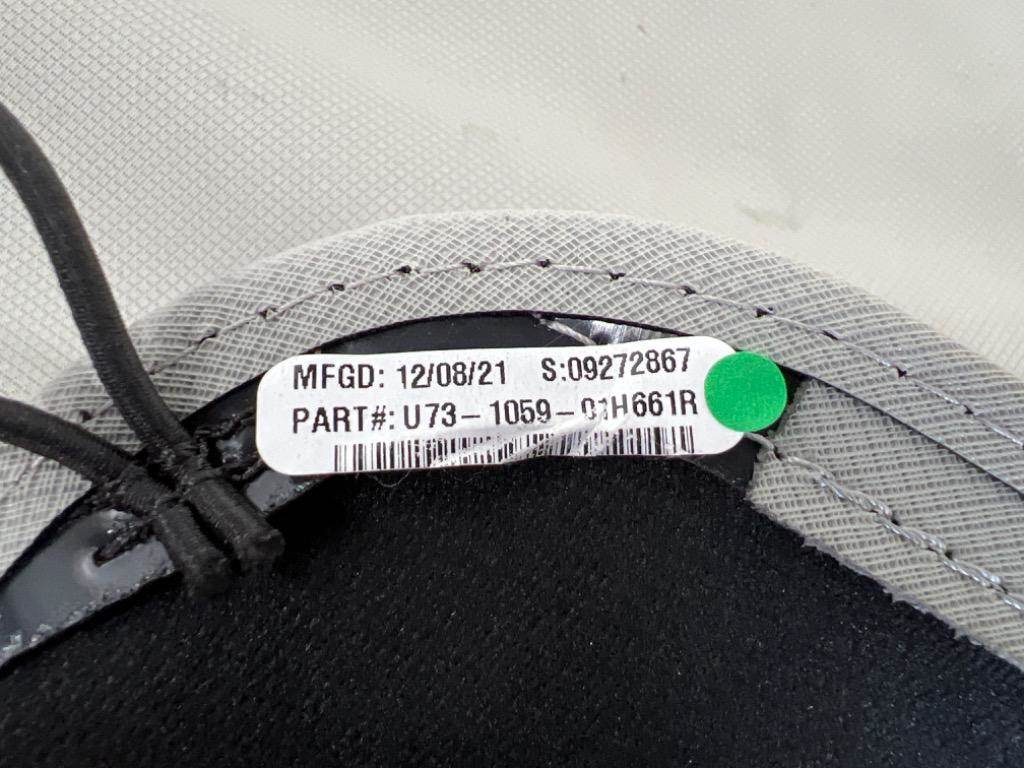 MFGD: 12/08/21 S:09272867
PART#: U73-1059-01H661R